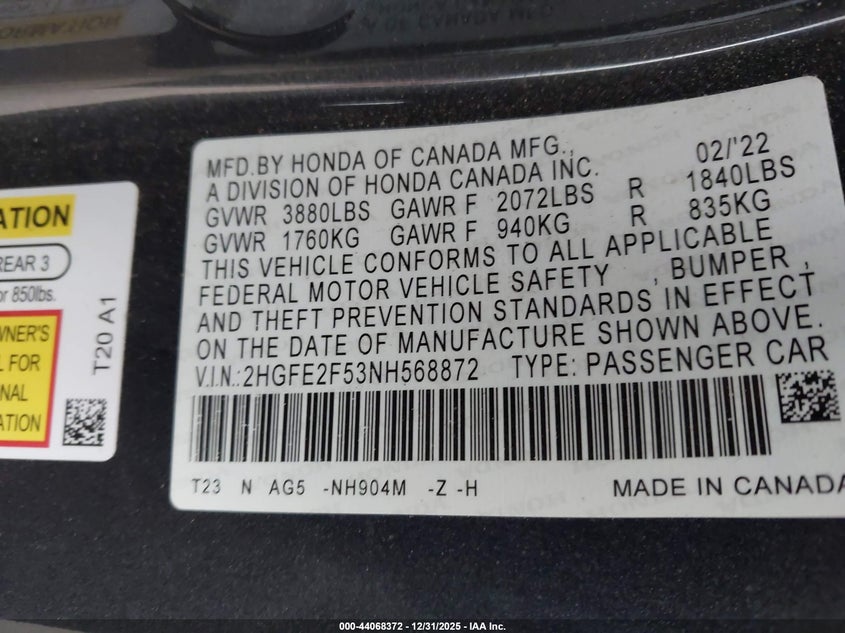 ATION
REAR 3
or 850lbs.
WNER'S
L FOR
NAL
ATION
T20 A1
MFD.BY HONDA OF CANADA MFG., 02/'22
A DIVISION OF HONDA CANADA INC.
GVWR 3880LBS GAWR F 2072LBS R 1840LBS
GVWR 1760KG GAWR F 940KG R 835KG
THIS VEHICLE CONFORMS TO ALL APPLICABLE
FEDERAL MOTOR VEHICLE SAFETY , BUMPER ,
AND THEFT PREVENTION STANDARDS IN EFFECT
ON THE DATE OF MANUFACTURE SHOWN ABOVE.
V.I.N.:2HGFE2F53NH568872 TYPE: PASSENGER CAR
T23 N AG5 -NH904M -Z -H MADE IN CANADA
000-44068372 - 12/31/2025 - IAA Inc.